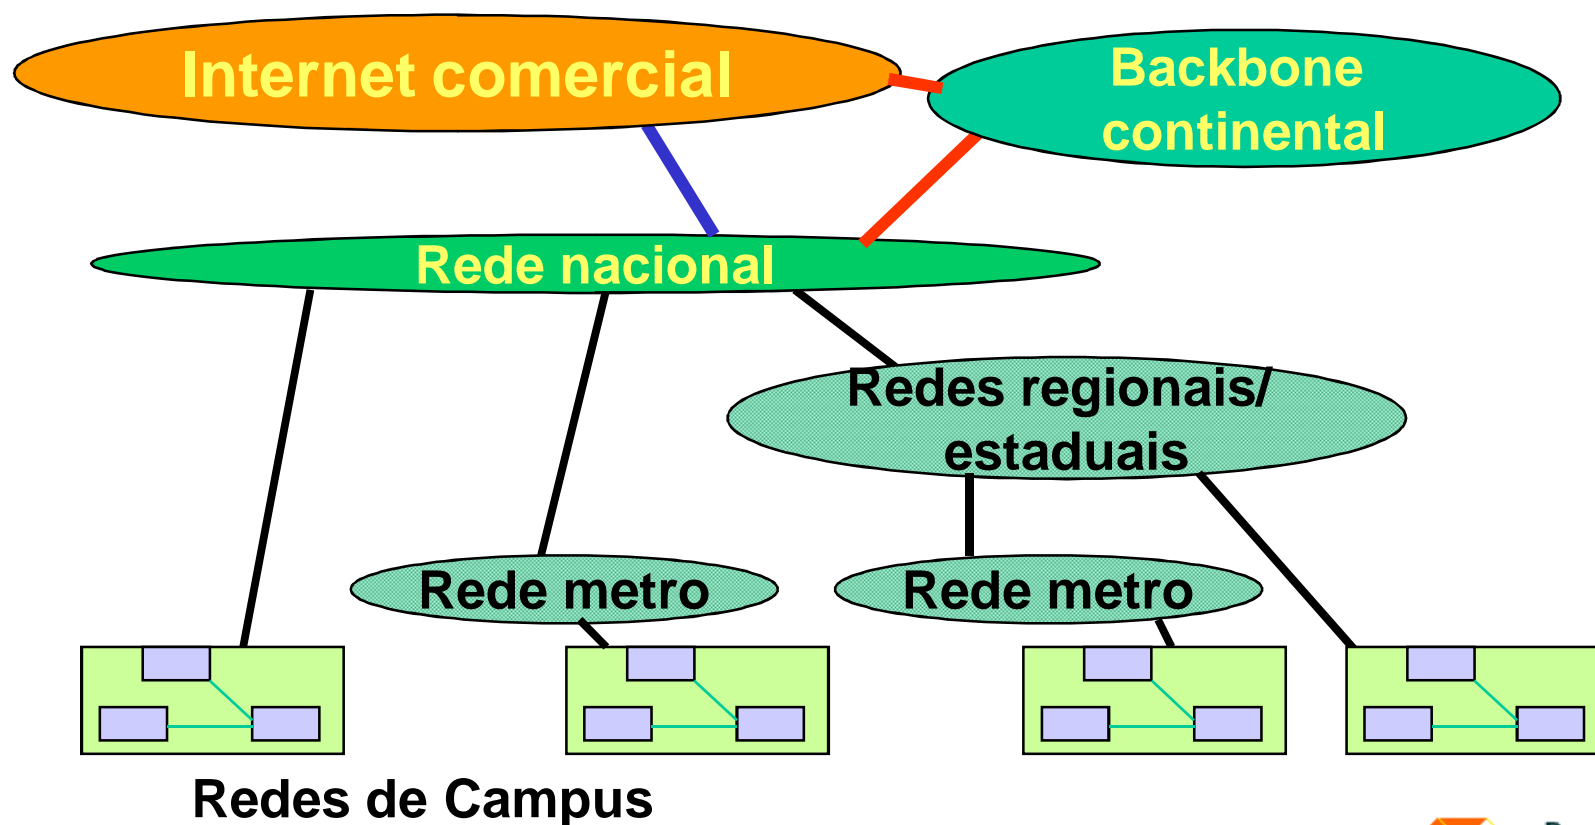 Internet comercial
Backbone
continental
Rede nacional
Redes regionais/
estaduais
Rede metro
Rede metro
Redes de Campus